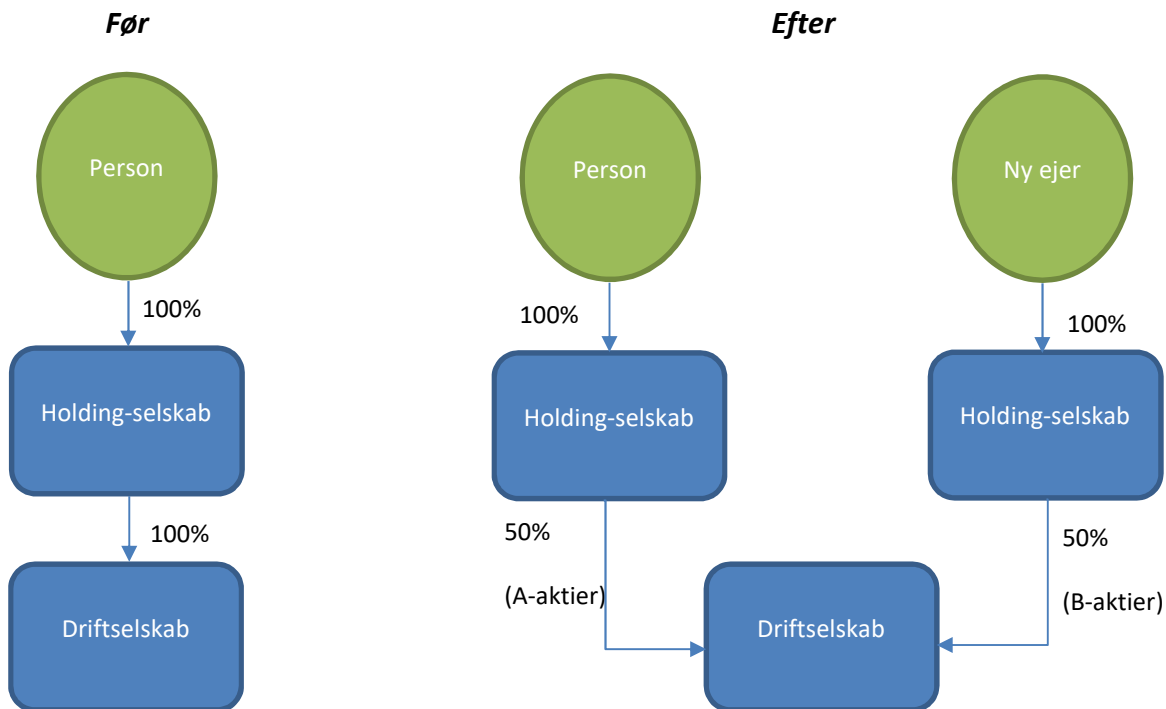 Før
Person
100%
Holding-selskab
100%
Driftselskab
Efter
Person
Ny ejer
100%
100%
Holding-selskab
Holding-selskab
50%
(A-aktier)
50%
(B-aktier)
Driftselskab